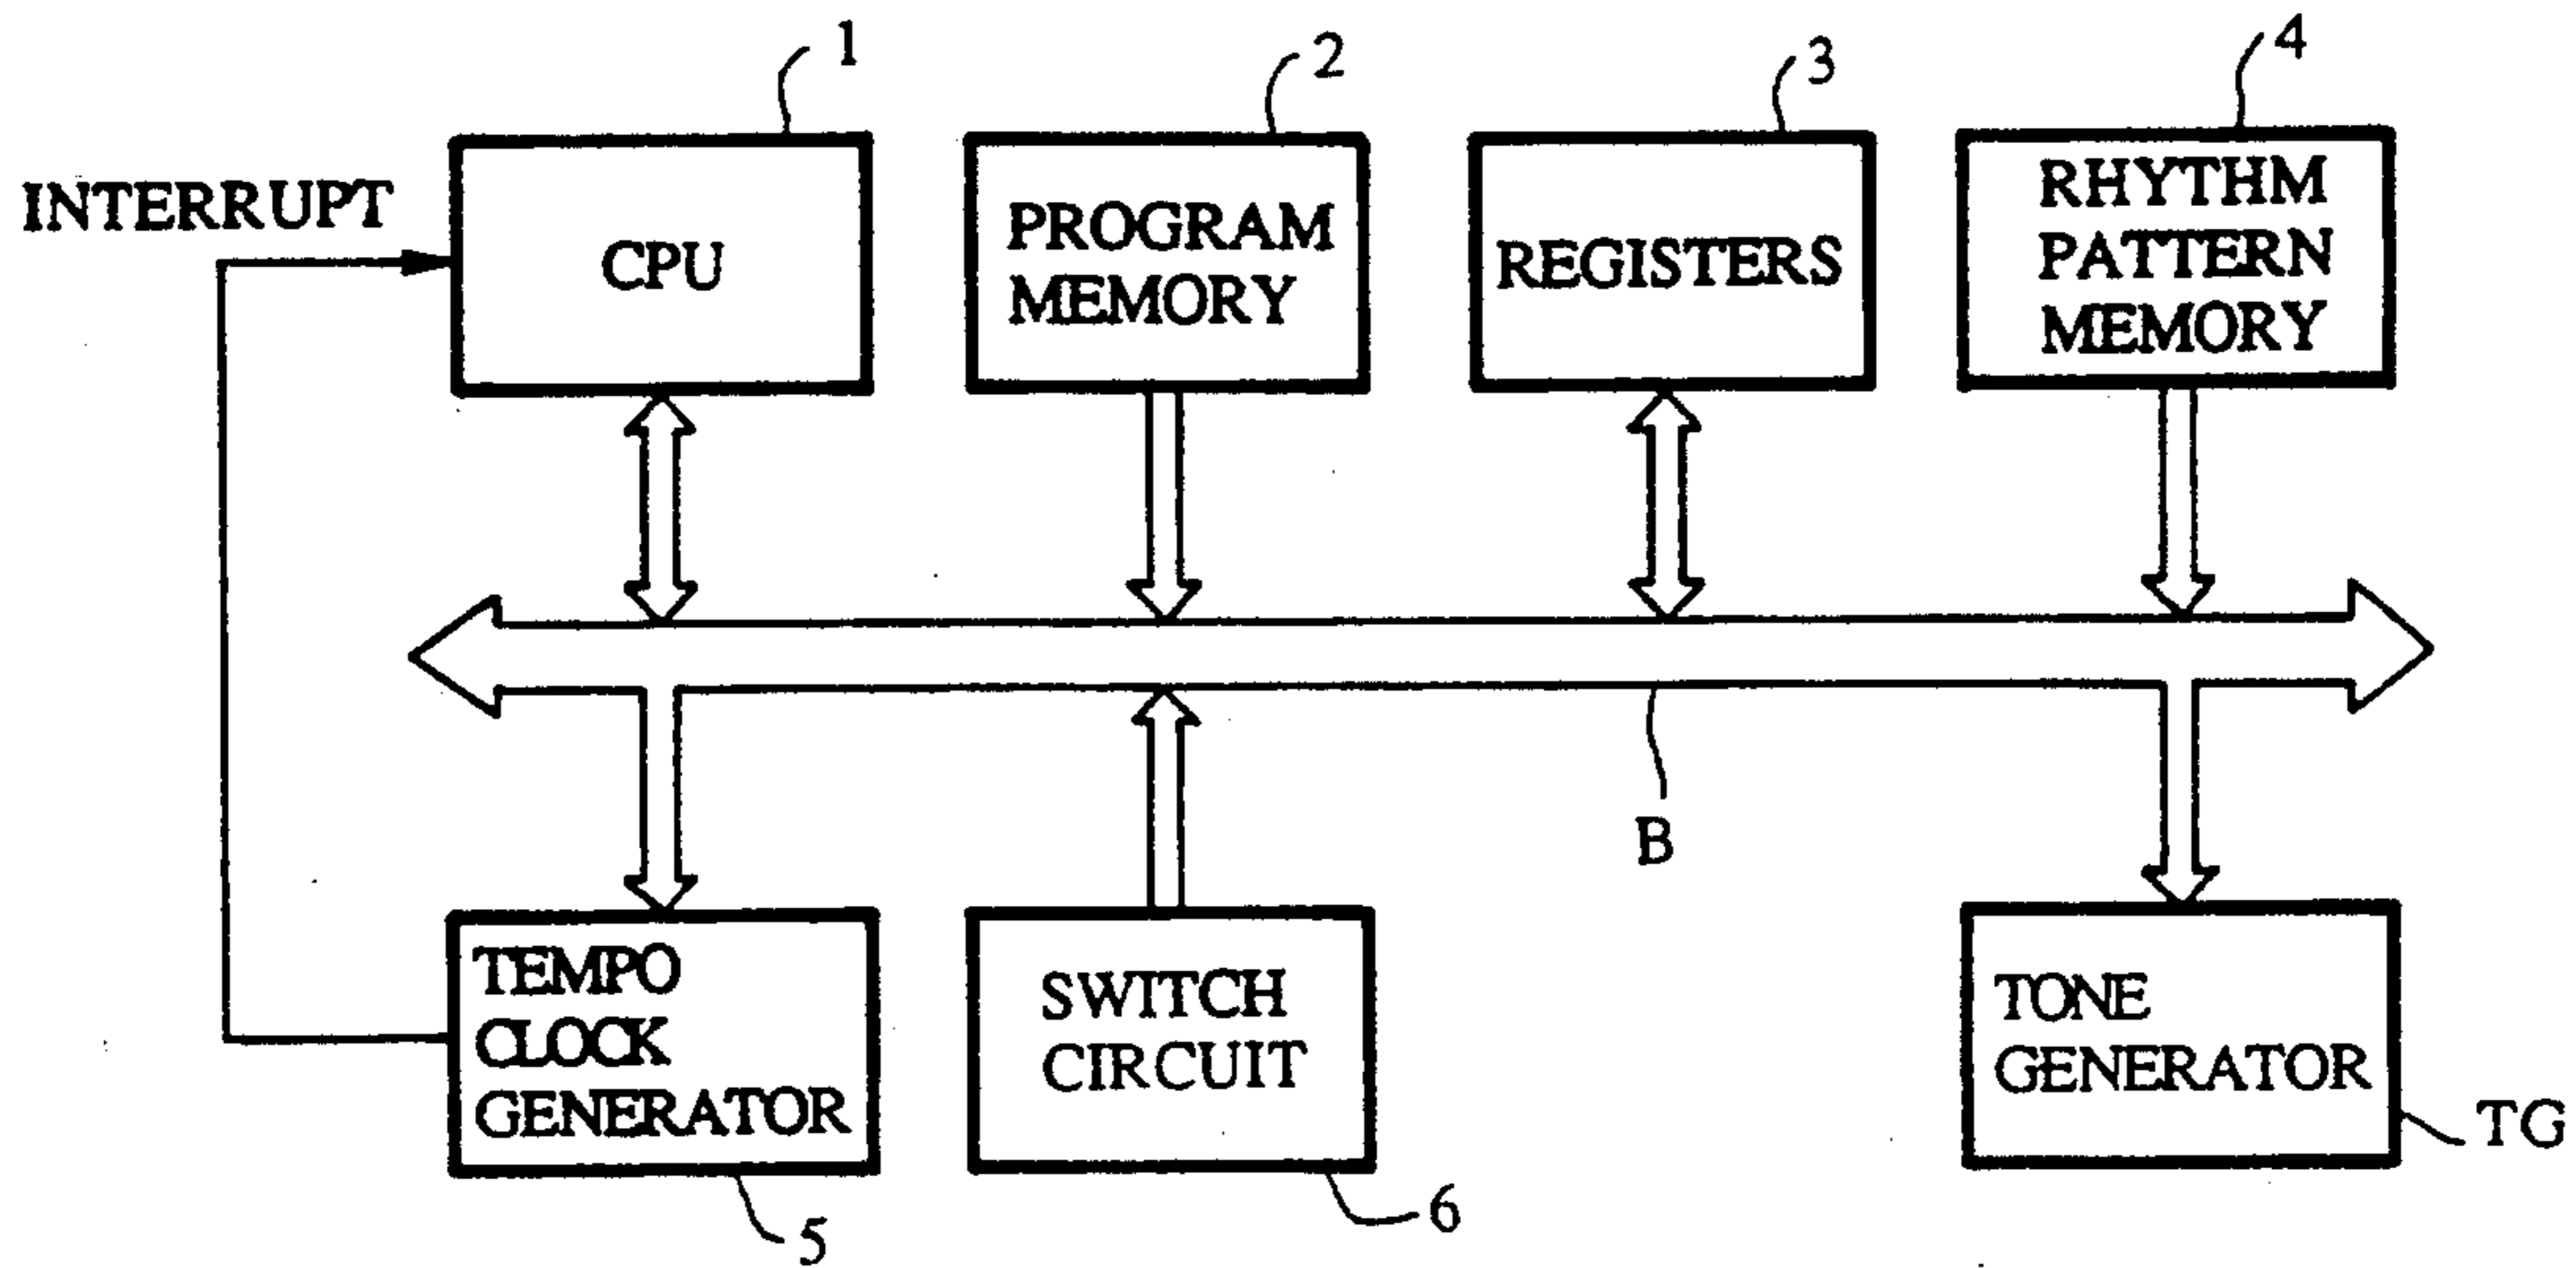 1
2
3
4
INTERRUPT
CPU
PROGRAM
MEMORY
REGISTERS
RHYTHM
PATTERN
MEMORY
B
TEMPO
CLOCK
GENERATOR
SWITCH
CIRCUIT
TONE
GENERATOR
TG
5
6